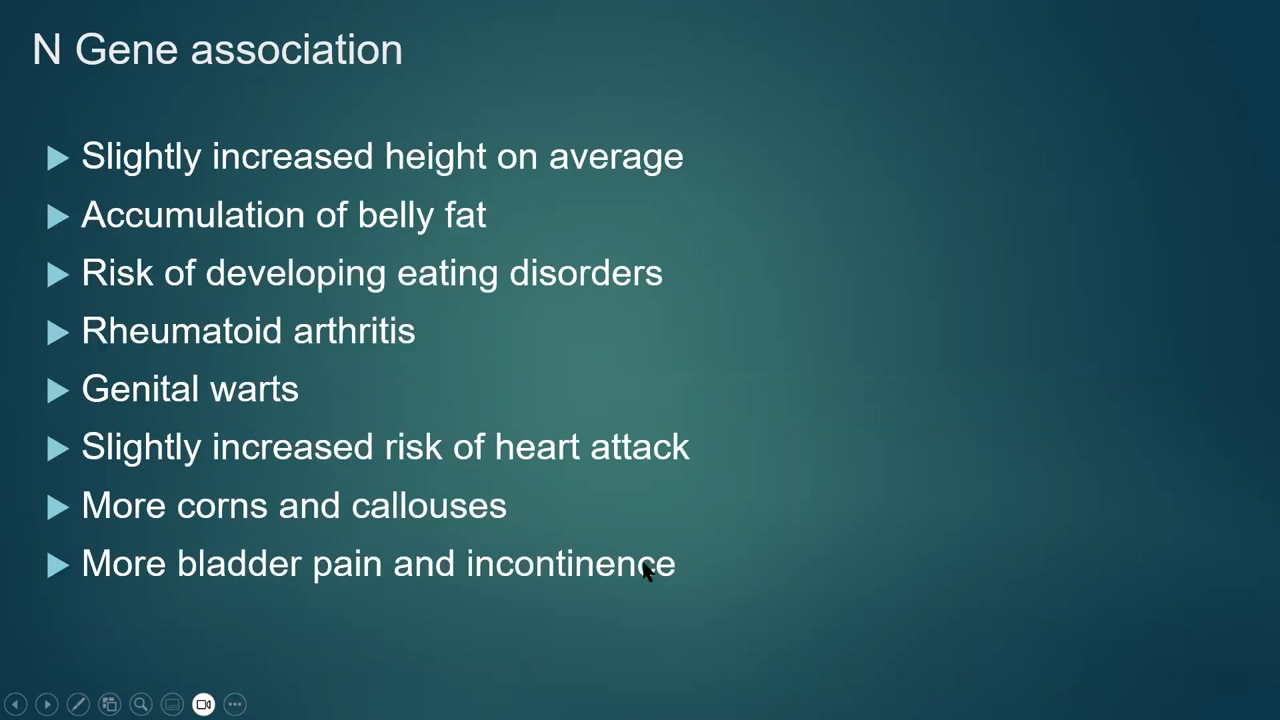 N Gene association
Slightly increased height on average
Accumulation of belly fat
Risk of developing eating disorders
Rheumatoid arthritis
Genital warts
Slightly increased risk of heart attack
More corns and callouses
More bladder pain and incontinence